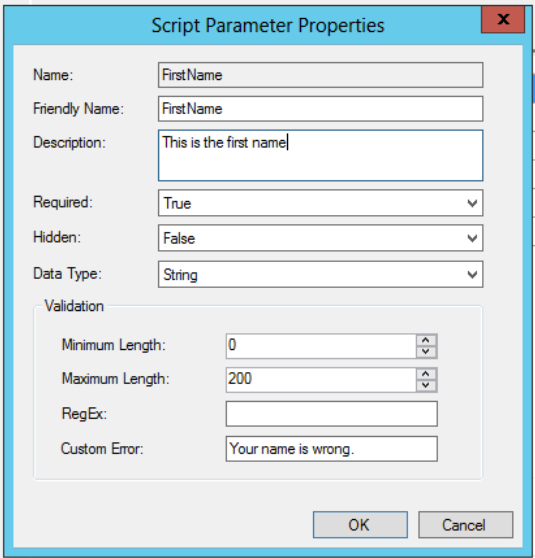 Script Parameter Properties
x
Name: FirstName
Friendly Name: FirstName
Description: This is the first name
Required: True
Hidden: False
Data Type: String
Validation
Minimum Length: 0
Maximum Length: 200
RegEx:
Custom Error: Your name is wrong.
OK Cancel